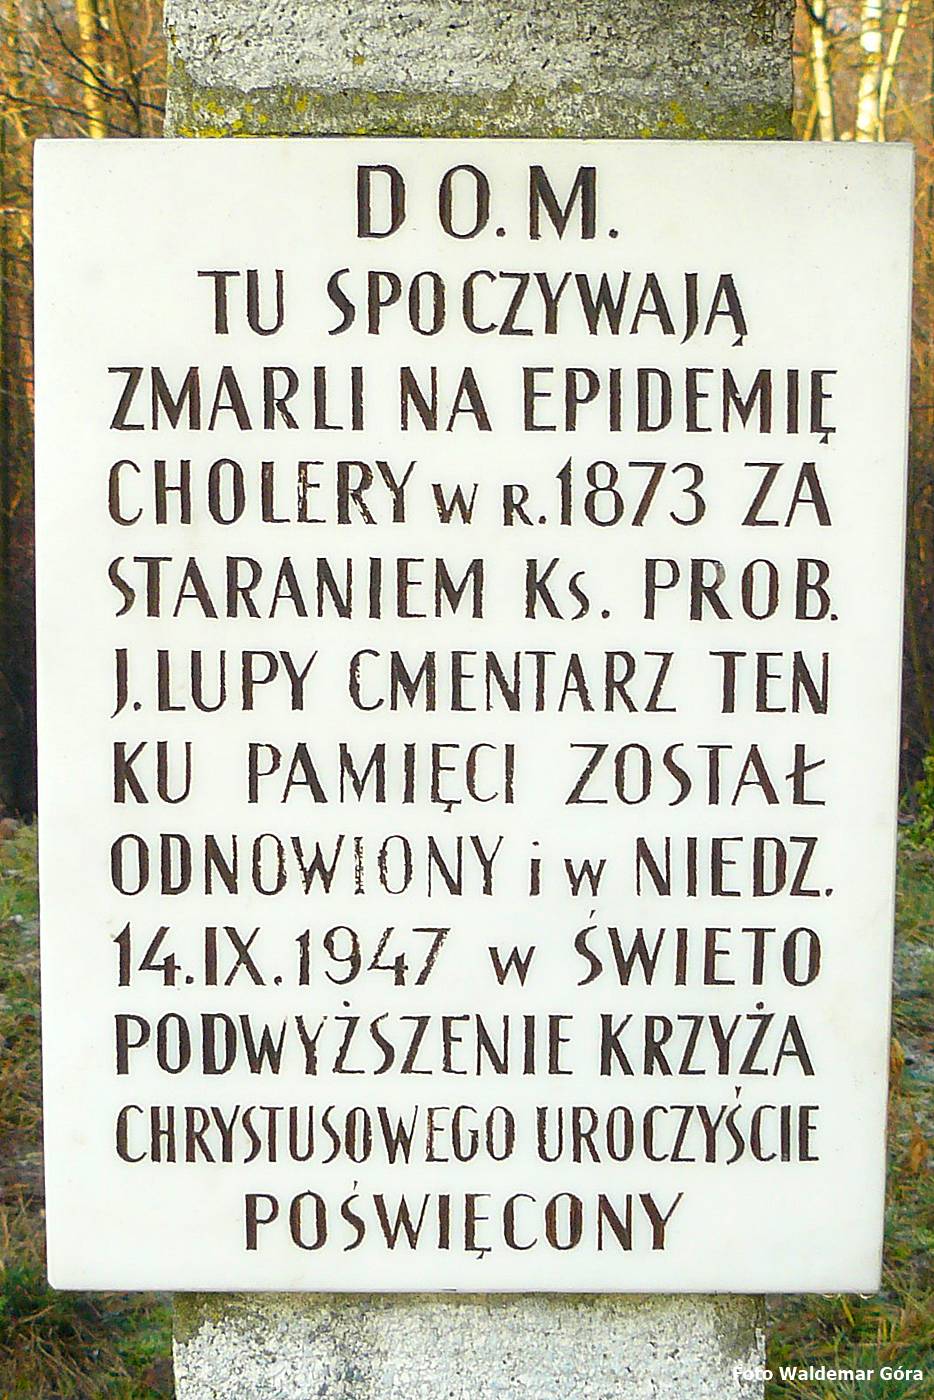 D O. M.
TU SPOCZYWAJĄ
ZMARLI NA EPIDEMIĘ
CHOLERY w R. 1873 ZA
STARANIEM Ks. PROB.
J. LUPY CMENTARZ TEN
KU PAMIĘCI ZOSTAŁ
ODNOWIONY i w NIEDZ.
14.IX.1947 w ŚWIETO
PODWYŻSZENIE KRZYŻA
CHRYSTUSOWEGO UROCZYŚCIE
POŚWIĘCONY
Foto Waldemar Góra